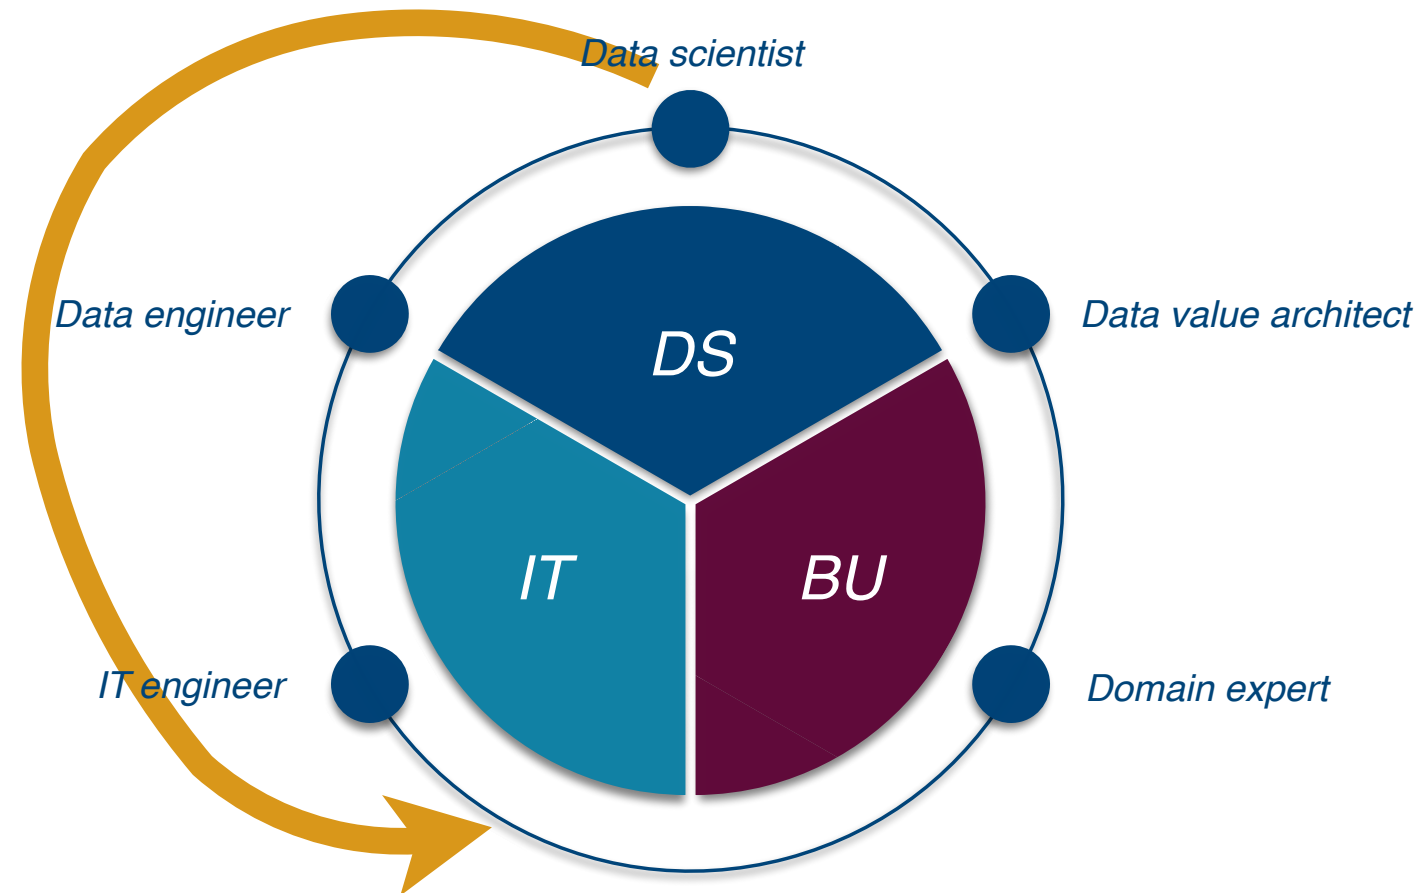 Data scientist
Data engineer
Data value architect
DS
IT
BU
IT engineer
Domain expert